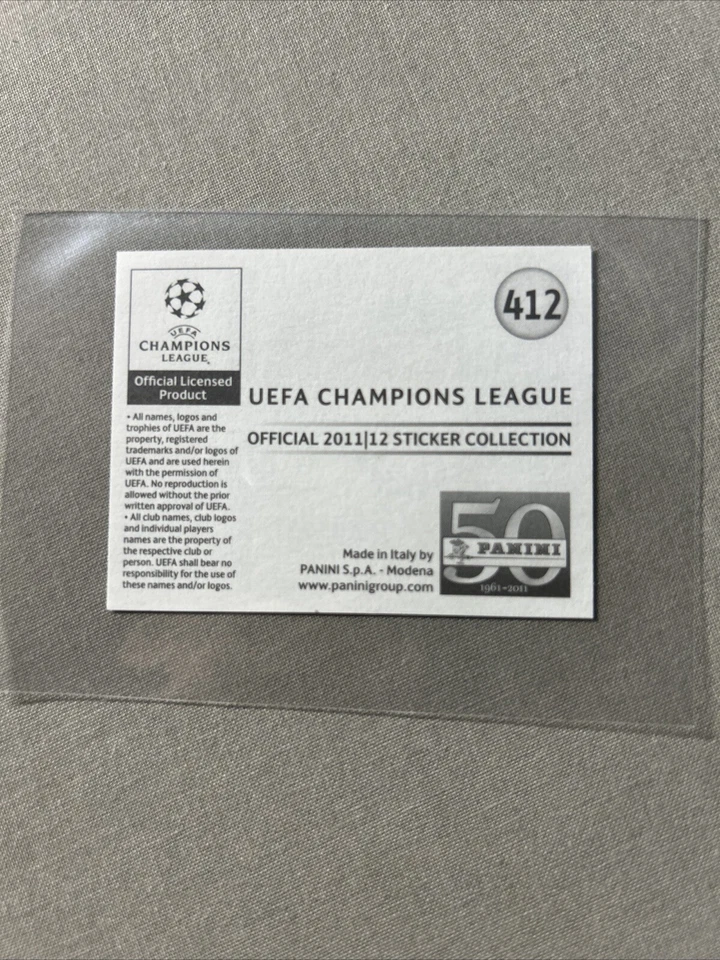 UEFA
CHAMPIONS
LEAGUE
Official Licensed
Product
• All names, logos and
trophies of UEFA are the
property, registered
trademarks and/or logos of
UEFA and are used herein
with the permission of
UEFA. No reproduction is
allowed without the prior
written approval of UEFA.
• All club names, club logos
and individual players
names are the property of
the respective club or
person. UEFA shall bear no
responsibility for the use of
these names and/or logos.
412
UEFA CHAMPIONS LEAGUE
OFFICIAL 2011|12 STICKER COLLECTION
Made in Italy by
PANINI S.p.A. - Modena
www.paninigroup.com
50
PANINI
1961-2011